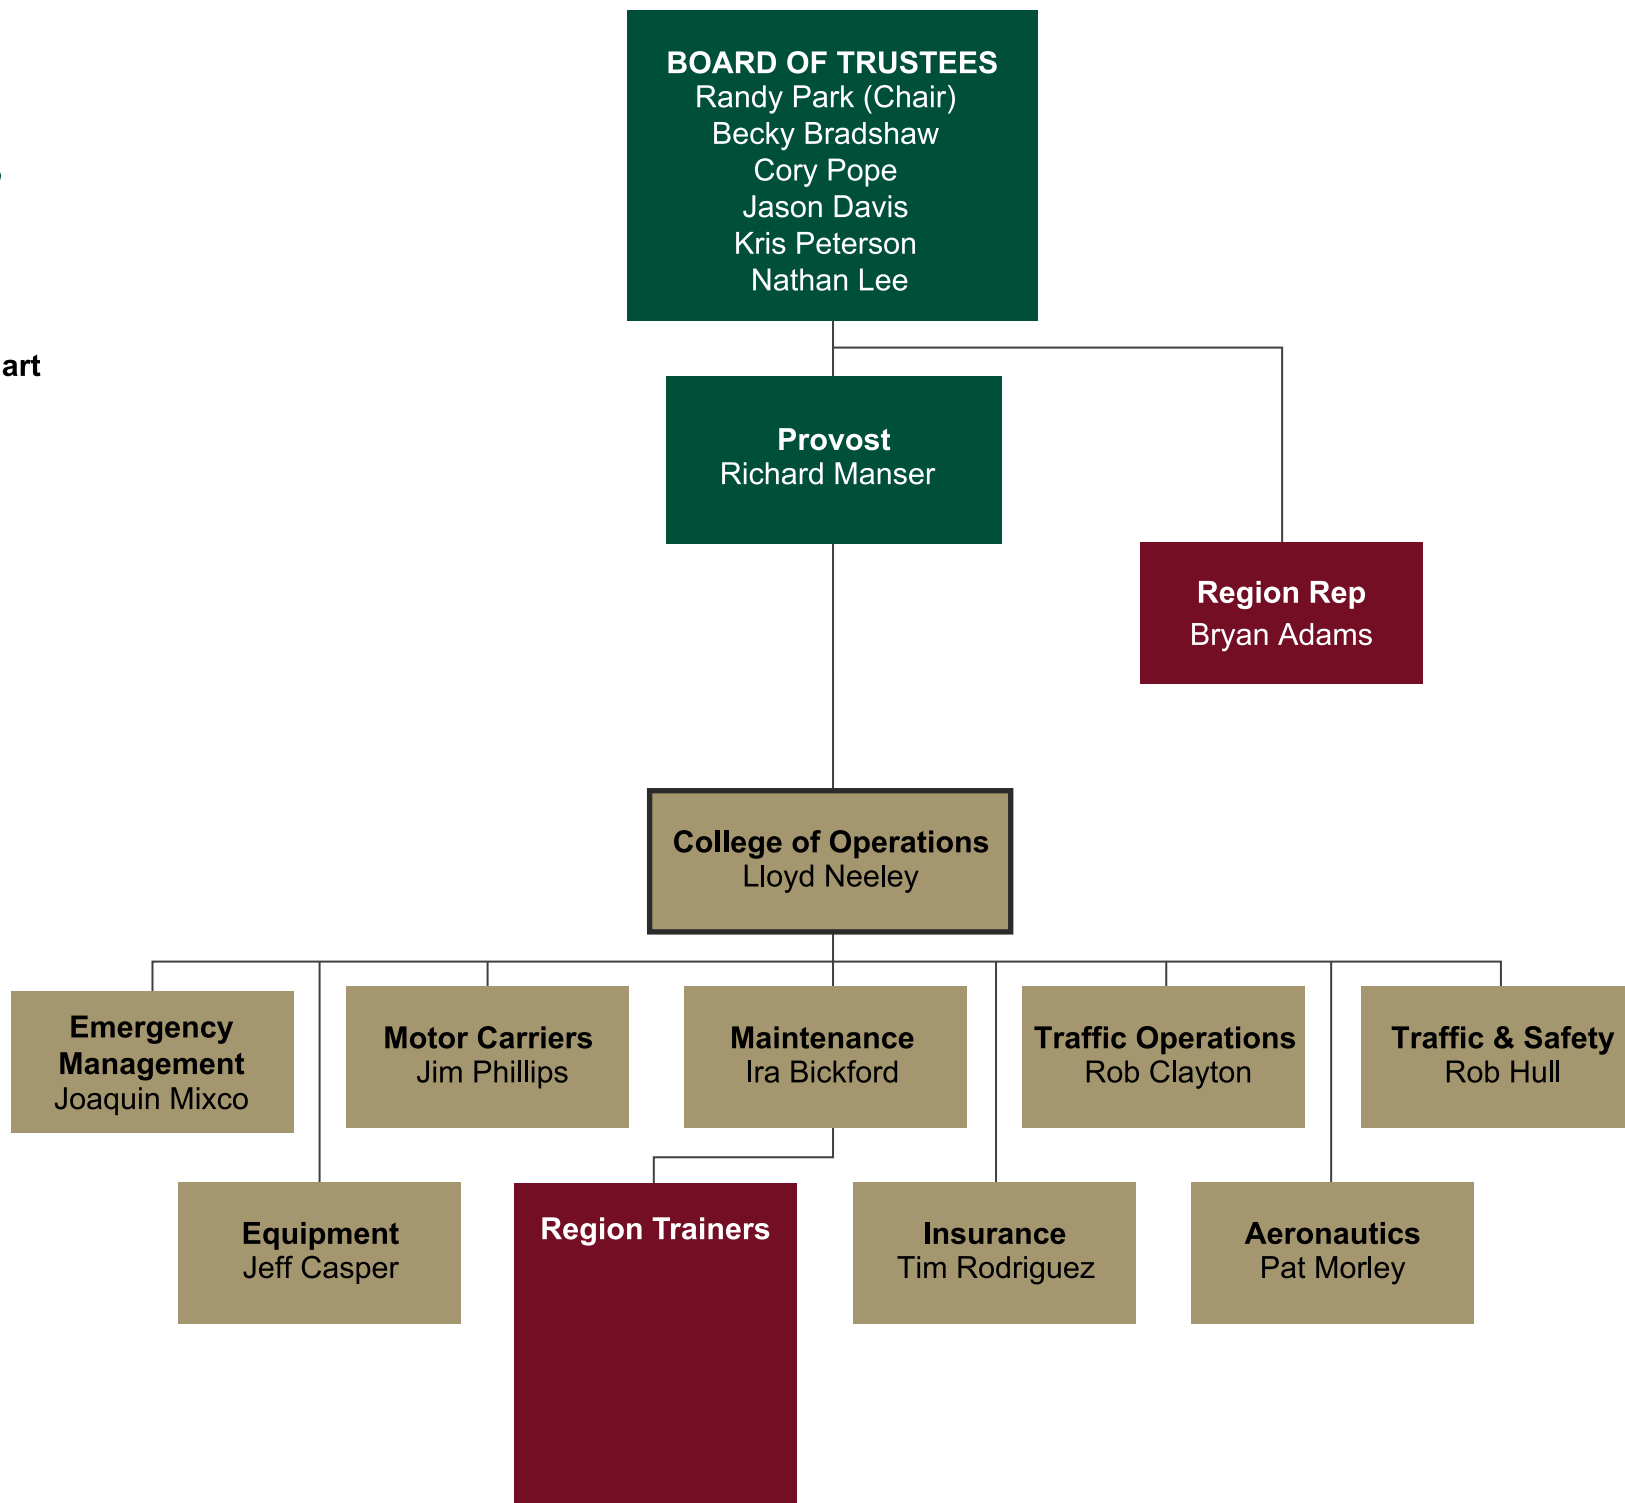 BOARD OF TRUSTEES
Randy Park (Chair)
Becky Bradshaw
Cory Pope
Jason Davis
Kris Peterson
Nathan Lee
art
Provost
Richard Manser
Region Rep
Bryan Adams
College of Operations
Lloyd Neeley
Emergency
Management
Joaquin Mixco
Motor Carriers
Jim Phillips
Maintenance
Ira Bickford
Traffic Operations
Rob Clayton
Traffic & Safety
Rob Hull
Equipment
Jeff Casper
Region Trainers
Insurance
Tim Rodriguez
Aeronautics
Pat Morley